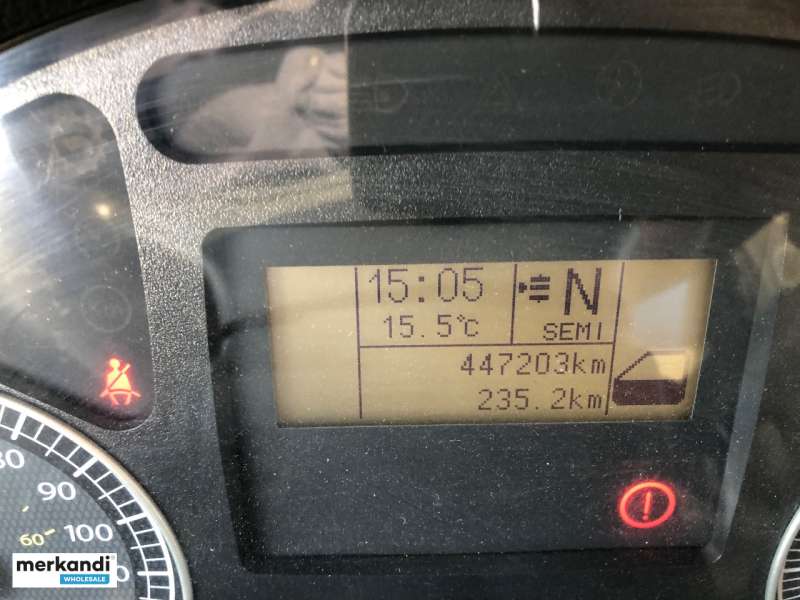 15:05
N
15.5°C
SEMI
447203km
235.2km
90
60
100
merkandi
WHOLESALE